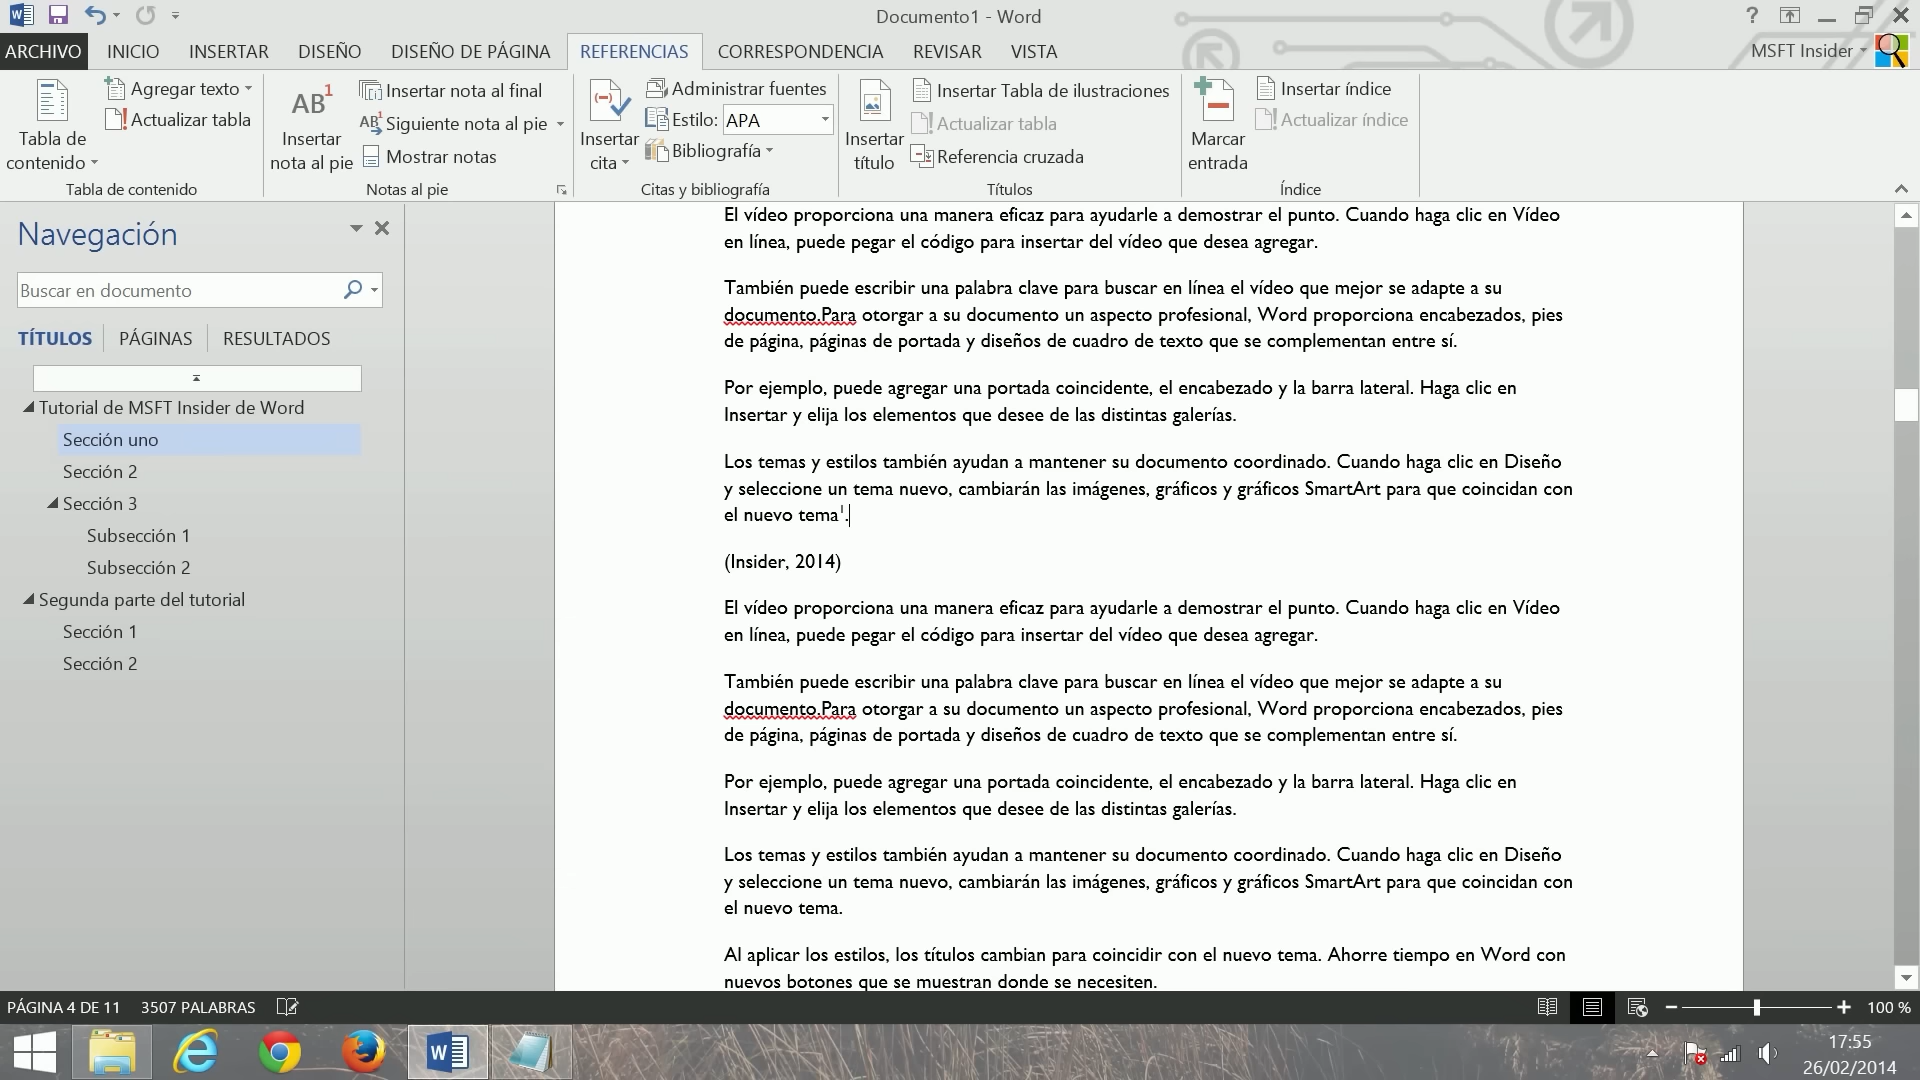 Documento1 - Word
ARCHIVO INICIO INSERTAR DISEÑO DISEÑO DE PÁGINA REFERENCIAS CORRESPONDENCIA REVISAR VISTA MSFT Insider
Tabla de contenido
Agregar texto
Actualizar tabla
Tabla de contenido
AB1
Insertar nota al pie
Insertar nota al final
Siguiente nota al pie
Mostrar notas
Notas al pie
Insertar cita
Administrar fuentes
Estilo: APA
Bibliografía
Citas y bibliografía
Insertar título
Insertar Tabla de ilustraciones
Actualizar tabla
Referencia cruzada
Títulos
Marcar entrada
Insertar índice
Actualizar índice
Índice
Navegación
Buscar en documento
TÍTULOS PÁGINAS RESULTADOS
Tutorial de MSFT Insider de Word
Sección uno
Sección 2
Sección 3
Subsección 1
Subsección 2
Segunda parte del tutorial
Sección 1
Sección 2
El vídeo proporciona una manera eficaz para ayudarle a demostrar el punto. Cuando haga clic en Vídeo
en línea, puede pegar el código para insertar del vídeo que desea agregar.
También puede escribir una palabra clave para buscar en línea el vídeo que mejor se adapte a su
documento.Para otorgar a su documento un aspecto profesional, Word proporciona encabezados, pies
de página, páginas de portada y diseños de cuadro de texto que se complementan entre sí.
Por ejemplo, puede agregar una portada coincidente, el encabezado y la barra lateral. Haga clic en
Insertar y elija los elementos que desee de las distintas galerías.
Los temas y estilos también ayudan a mantener su documento coordinado. Cuando haga clic en Diseño
y seleccione un tema nuevo, cambiarán las imágenes, gráficos y gráficos SmartArt para que coincidan con
el nuevo tema¹.
(Insider, 2014)
El vídeo proporciona una manera eficaz para ayudarle a demostrar el punto. Cuando haga clic en Vídeo
en línea, puede pegar el código para insertar del vídeo que desea agregar.
También puede escribir una palabra clave para buscar en línea el vídeo que mejor se adapte a su
documento.Para otorgar a su documento un aspecto profesional, Word proporciona encabezados, pies
de página, páginas de portada y diseños de cuadro de texto que se complementan entre sí.
Por ejemplo, puede agregar una portada coincidente, el encabezado y la barra lateral. Haga clic en
Insertar y elija los elementos que desee de las distintas galerías.
Los temas y estilos también ayudan a mantener su documento coordinado. Cuando haga clic en Diseño
y seleccione un tema nuevo, cambiarán las imágenes, gráficos y gráficos SmartArt para que coincidan con
el nuevo tema.
Al aplicar los estilos, los títulos cambian para coincidir con el nuevo tema. Ahorre tiempo en Word con
nuevos botones que se muestran donde se necesiten.
PÁGINA 4 DE 11 3507 PALABRAS 100 %
17:55
26/02/2014